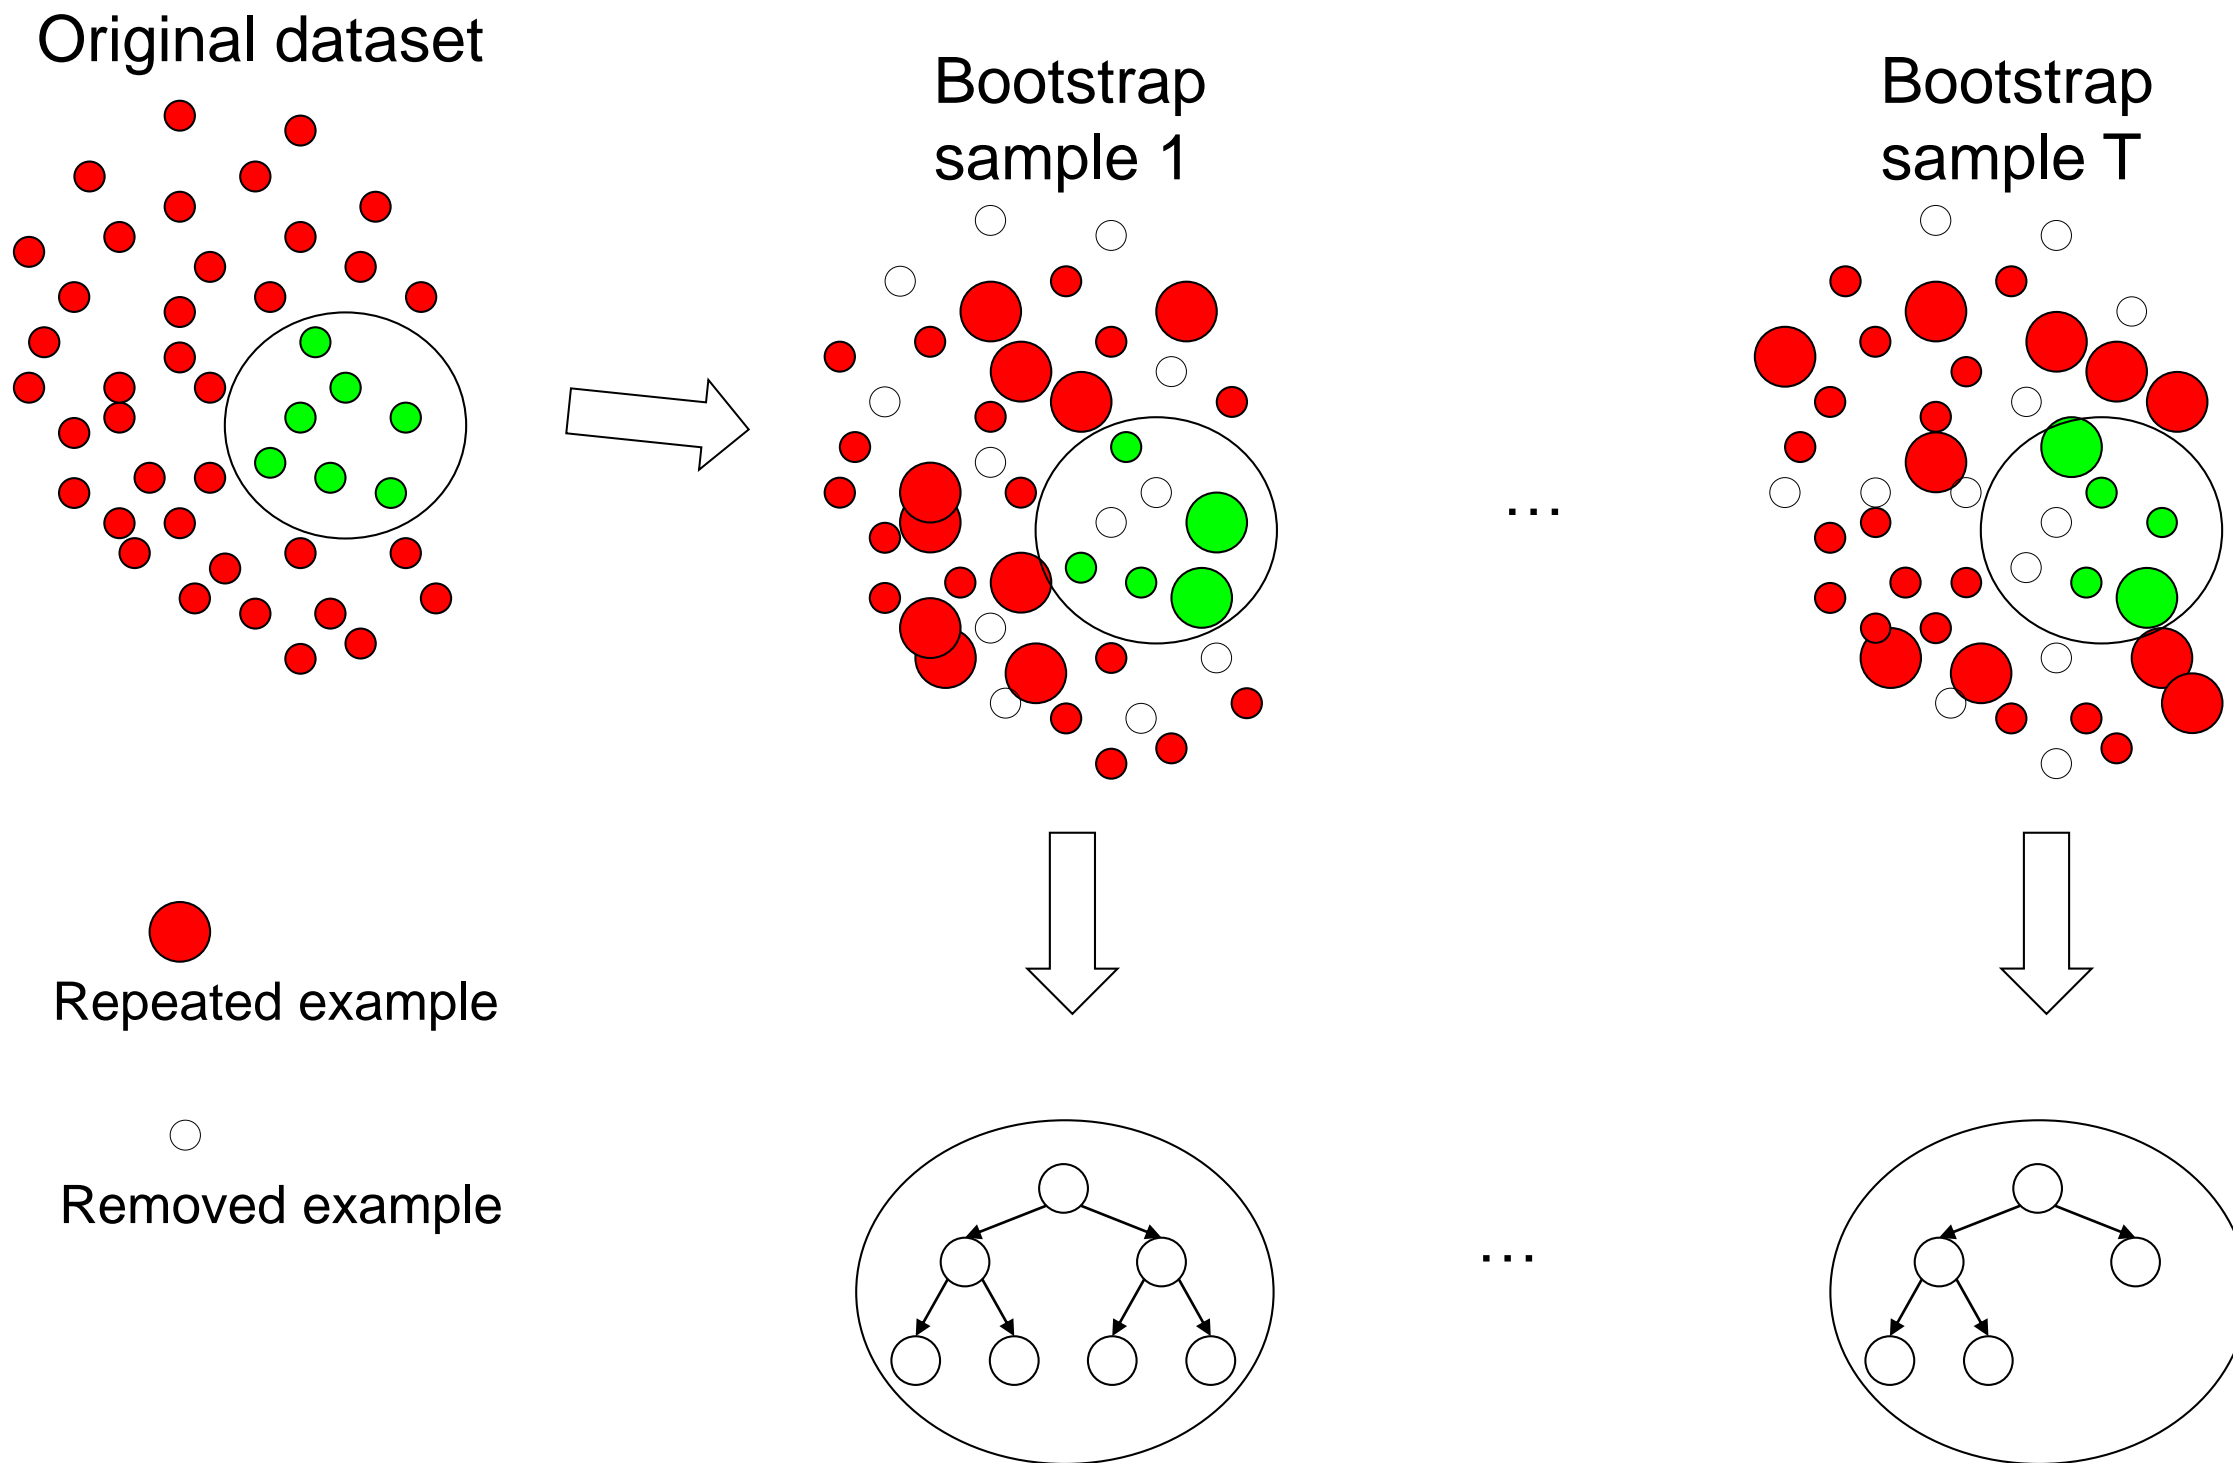 Original dataset
Bootstrap
sample 1
Bootstrap
sample T
...
Repeated example
Removed example
...